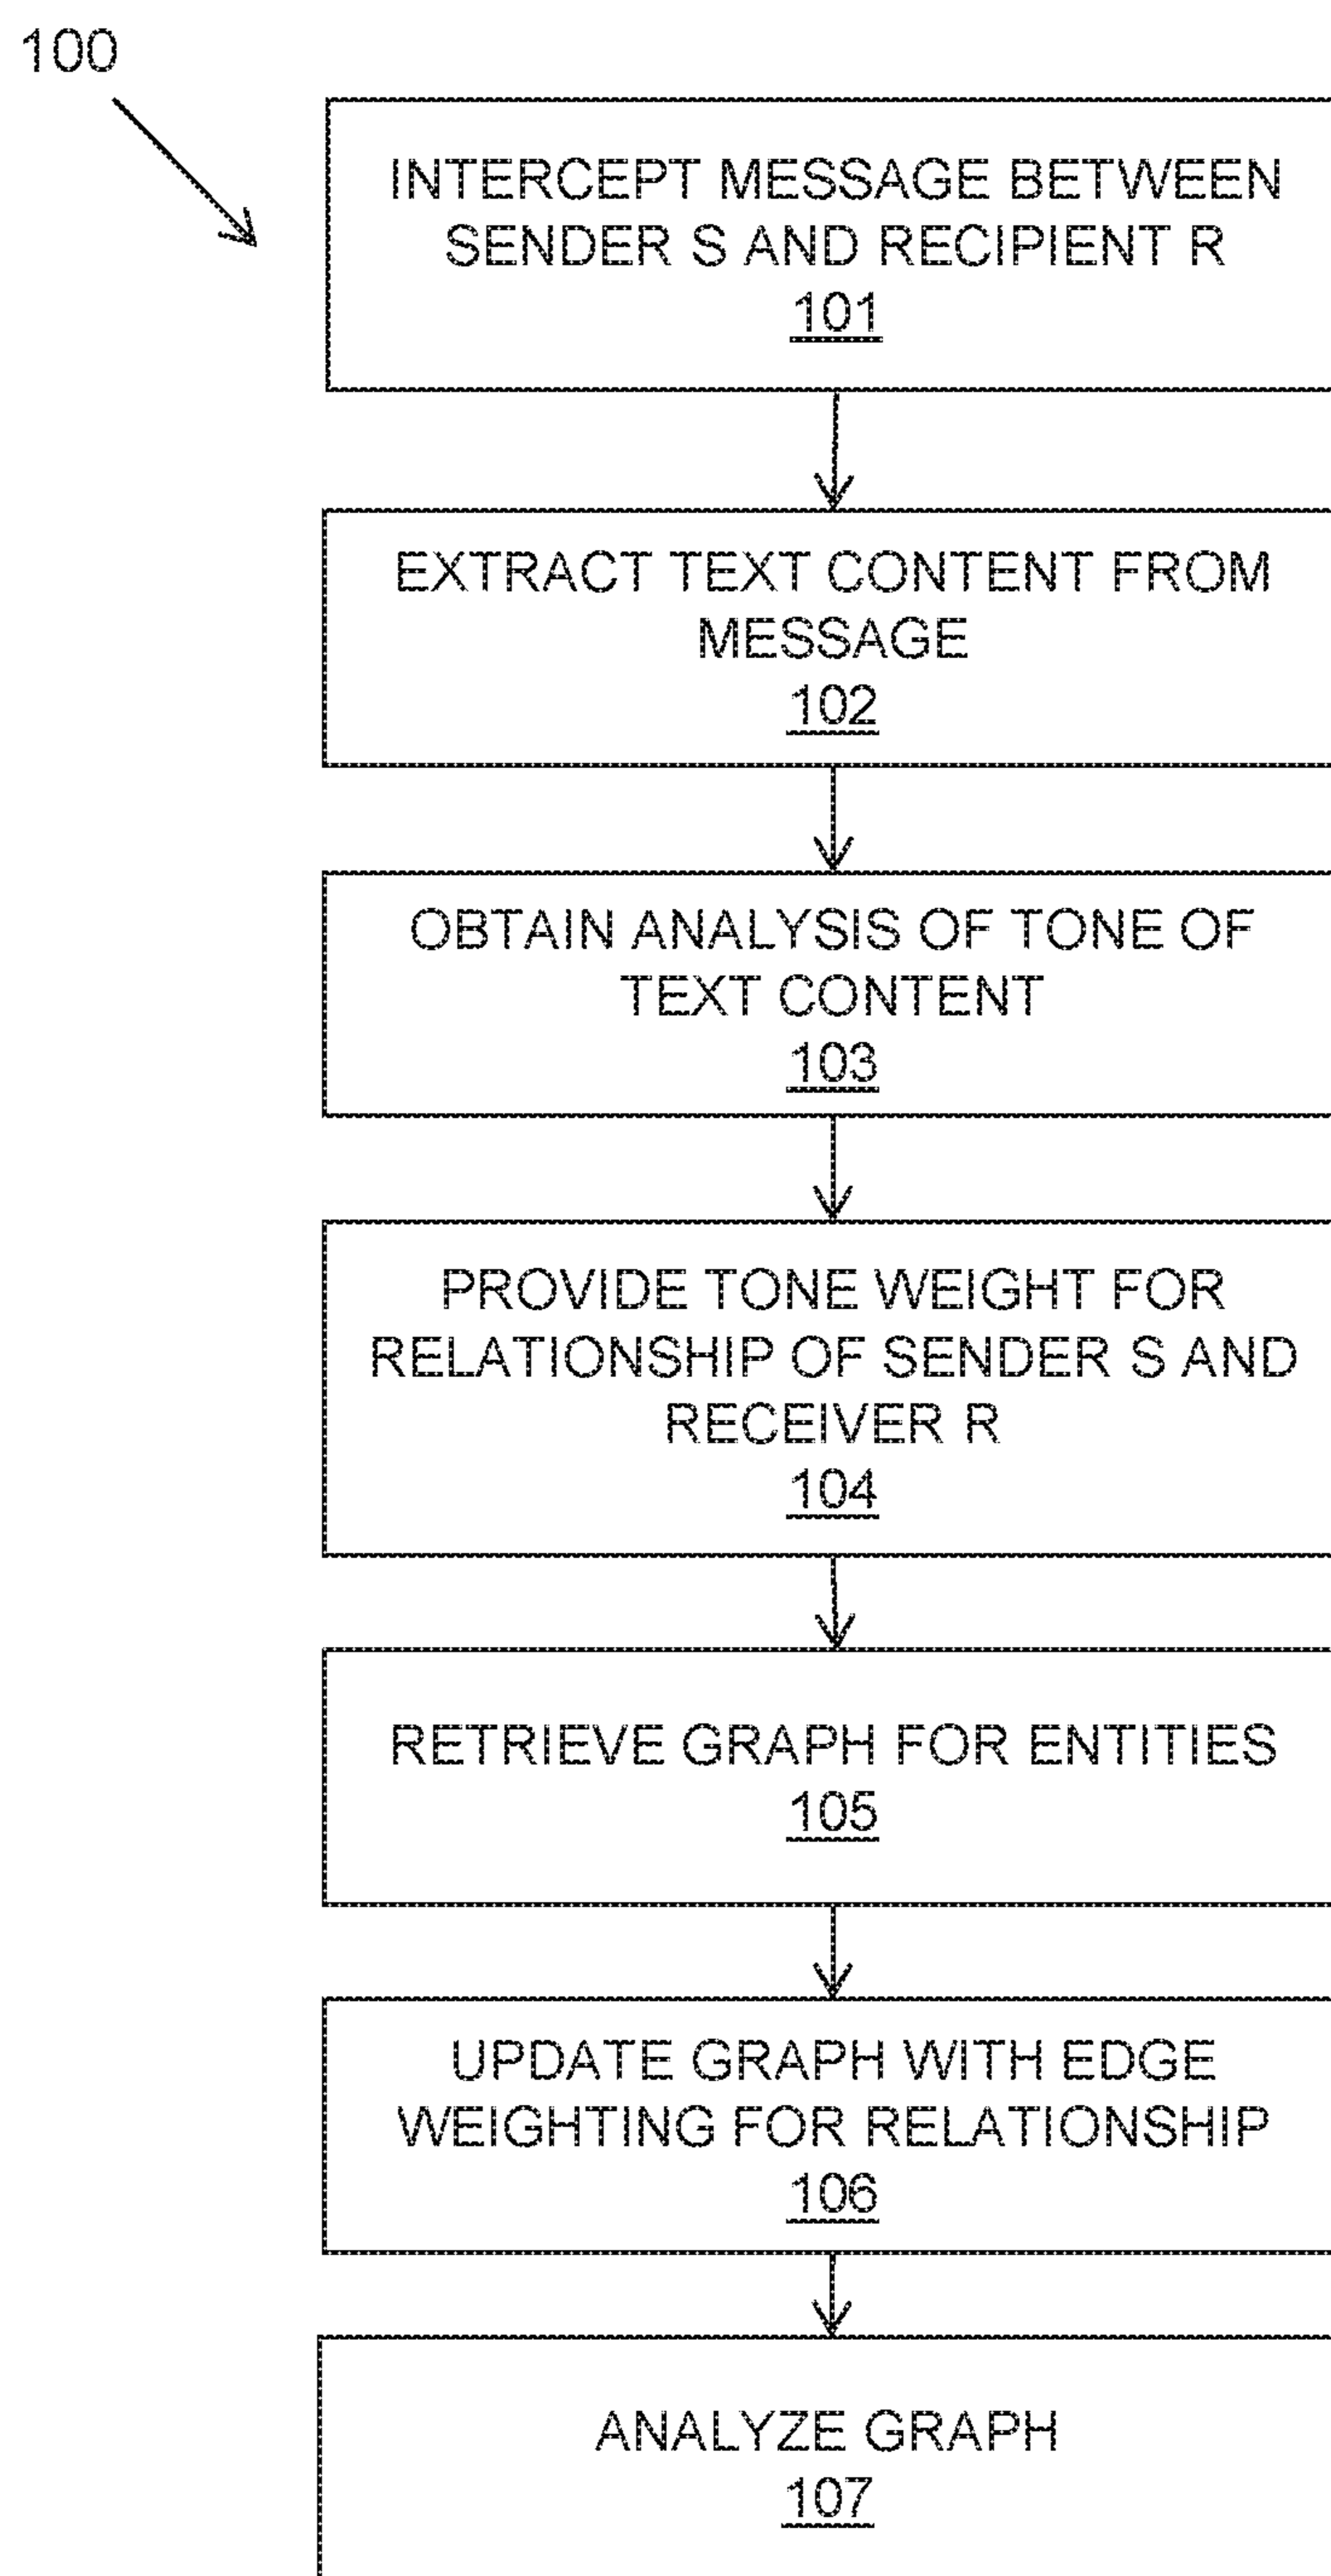 100
INTERCEPT MESSAGE BETWEEN
SENDER S AND RECIPIENT R
101
EXTRACT TEXT CONTENT FROM
MESSAGE
102
OBTAIN ANALYSIS OF TONE OF
TEXT CONTENT
103
PROVIDE TONE WEIGHT FOR
RELATIONSHIP OF SENDER S AND
RECEIVER R
104
RETRIEVE GRAPH FOR ENTITIES
105
UPDATE GRAPH WITH EDGE
WEIGHTING FOR RELATIONSHIP
106
ANALYZE GRAPH
107